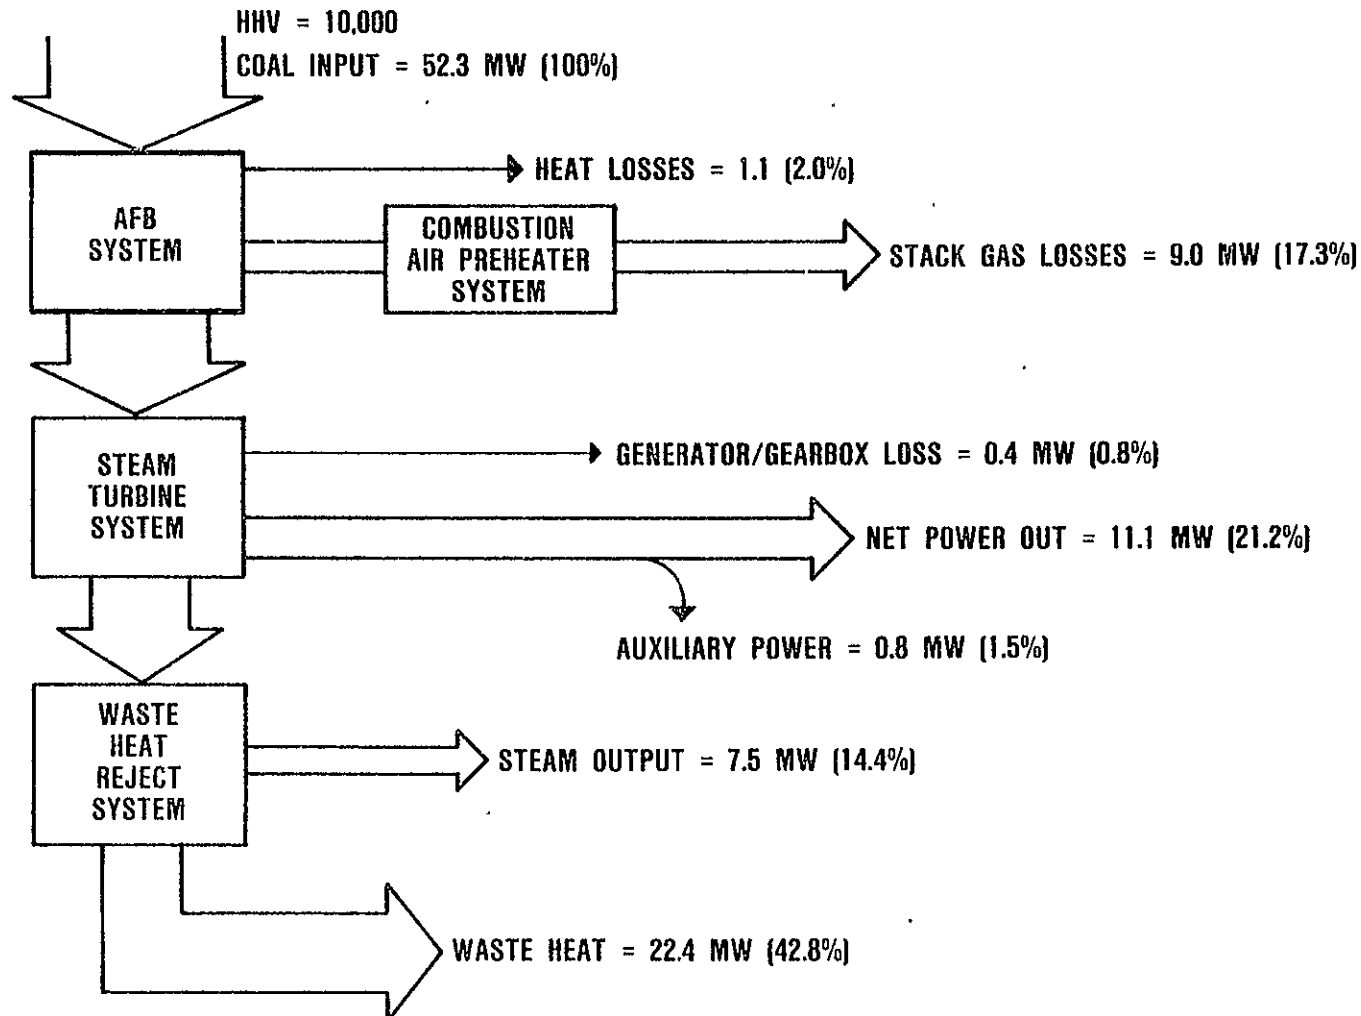 HHV = 10,000
COAL INPUT = 52.3 MW (100%)
HEAT LOSSES = 1.1 (2.0%)
AFB
SYSTEM
COMBUSTION
AIR PREHEATER
SYSTEM
STACK GAS LOSSES = 9.0 MW (17.3%)
STEAM
TURBINE
SYSTEM
GENERATOR/GEARBOX LOSS = 0.4 MW (0.8%)
NET POWER OUT = 11.1 MW (21.2%)
AUXILIARY POWER = 0.8 MW (1.5%)
WASTE
HEAT
REJECT
SYSTEM
STEAM OUTPUT = 7.5 MW (14.4%)
WASTE HEAT = 22.4 MW (42.8%)